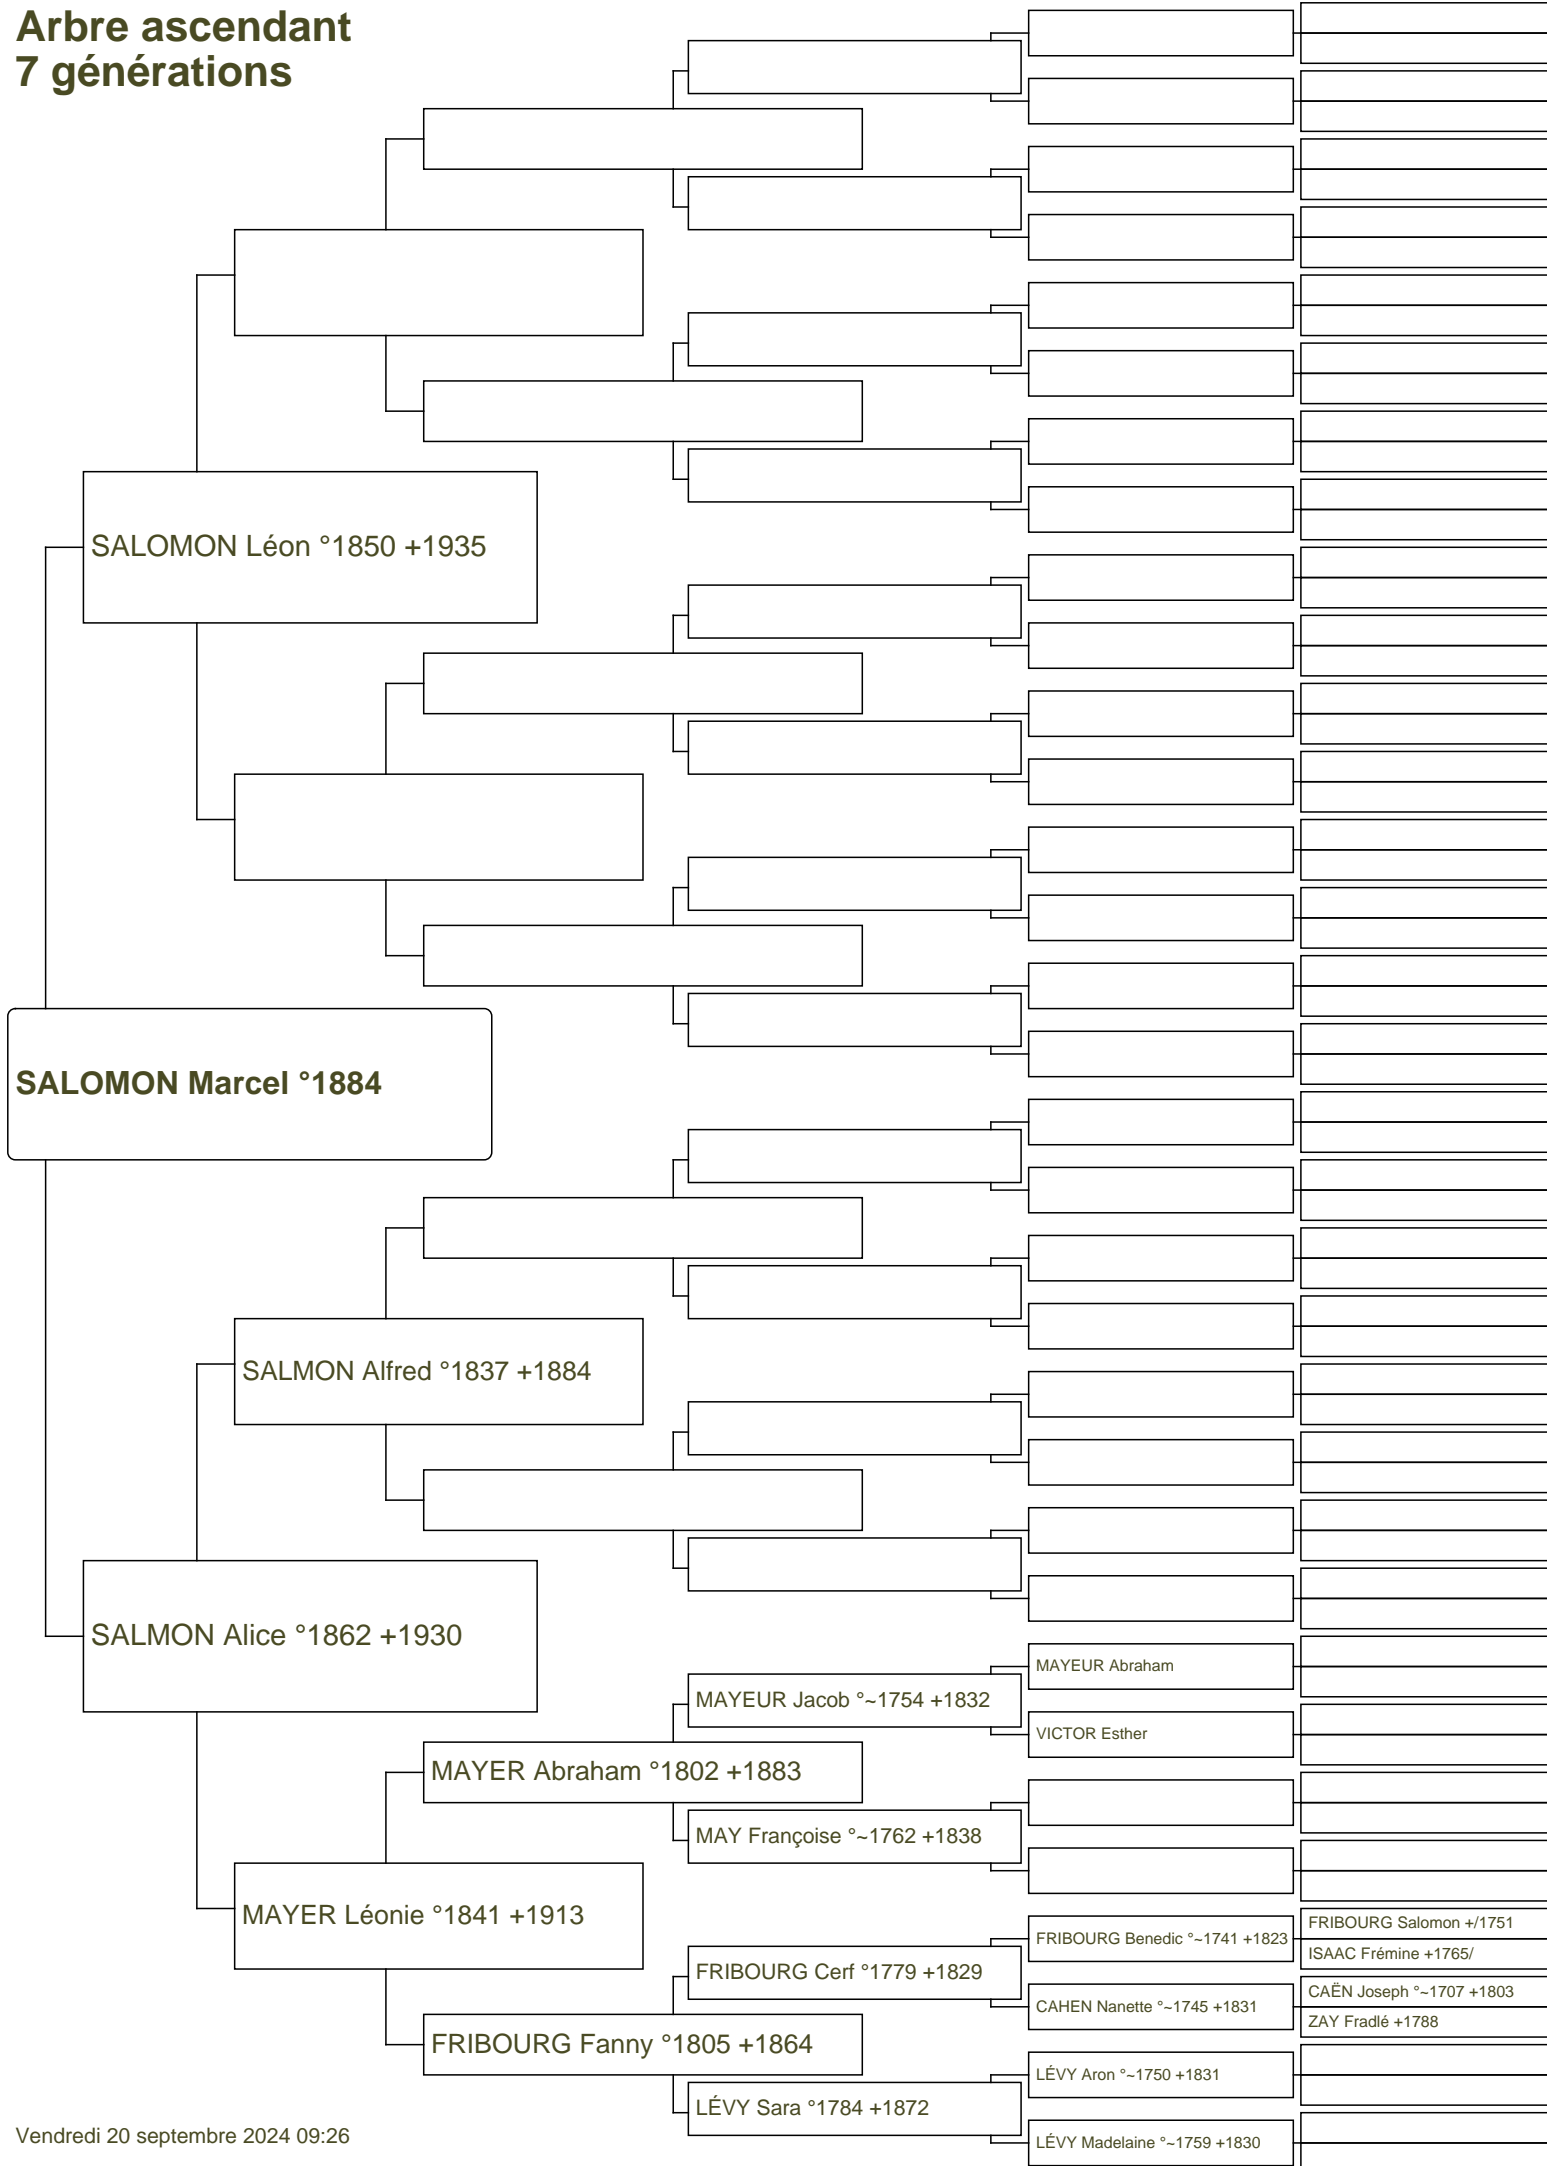 Arbre ascendant
7 générations
SALOMON Léon °1850 +1935
SALOMON Marcel °1884
SALMON Alfred °1837 +1884
SALMON Alice °1862 +1930
MAYEUR Abraham
MAYEUR Jacob °~1754 +1832
VICTOR Esther
MAYER Abraham °1802 +1883
MAY Françoise °~1762 +1838
MAYER Léonie °1841 +1913
FRIBOURG Salomon +/1751
FRIBOURG Benedic °~1741 +1823
ISAAC Frémine +1765/
FRIBOURG Cerf °1779 +1829
CAËN Joseph °~1707 +1803
CAHEN Nanette °~1745 +1831
ZAY Fradlé +1788
FRIBOURG Fanny °1805 +1864
LÉVY Aron °~1750 +1831
LÉVY Sara °1784 +1872
LÉVY Madelaine °~1759 +1830
Vendredi 20 septembre 2024 09:26